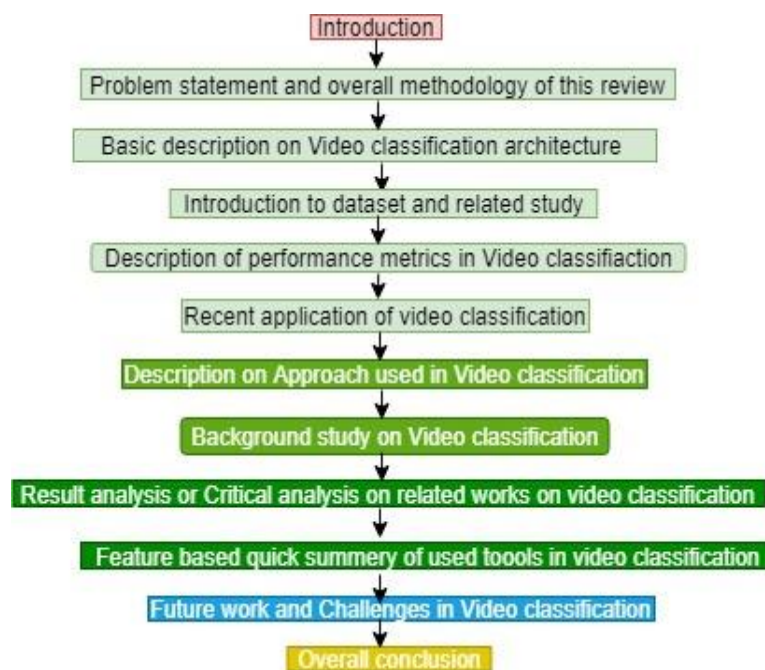 Introduction
Problem statement and overall methodology of this review
Basic description on Video classification architecture
Introduction to dataset and related study
Description of performance metrics in Video classifiaction
Recent application of video classification
Description on Approach used in Video classification
Background study on Video classification
Result analysis or Critical analysis on related works on video classification
Feature based quick summery of used toools in video classification
Future work and Challenges in Video classification
Overall conclusion